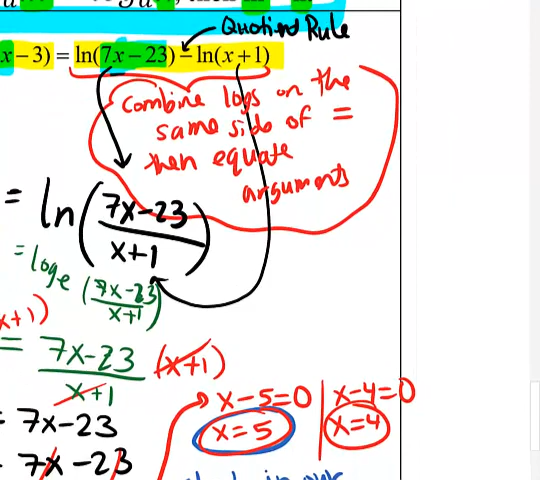 Quotient Rule
x − 3) = ln(7x − 23) − ln(x + 1)
combine logs on the
same side of =
then equate
arguments
= ln(7x-23/x+1)
= loge (7x-23/x+1)
x+1)
= 7x-23/x+1 (x+1)
= 7x-23
- 7x-23
x-5=0 | x-4=0
x=5 | x=4